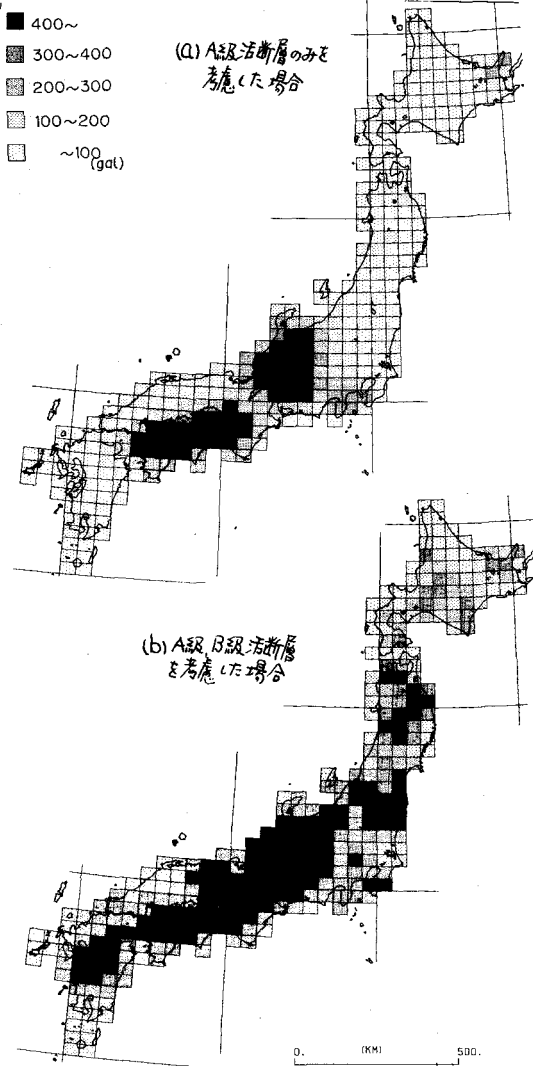 400~
300~400
200~300
100~200
~100
(gal)
(a) A級活断層のみを
考慮した場合
(b) A級, B級活断層
を考慮した場合
0. (KM) 500.